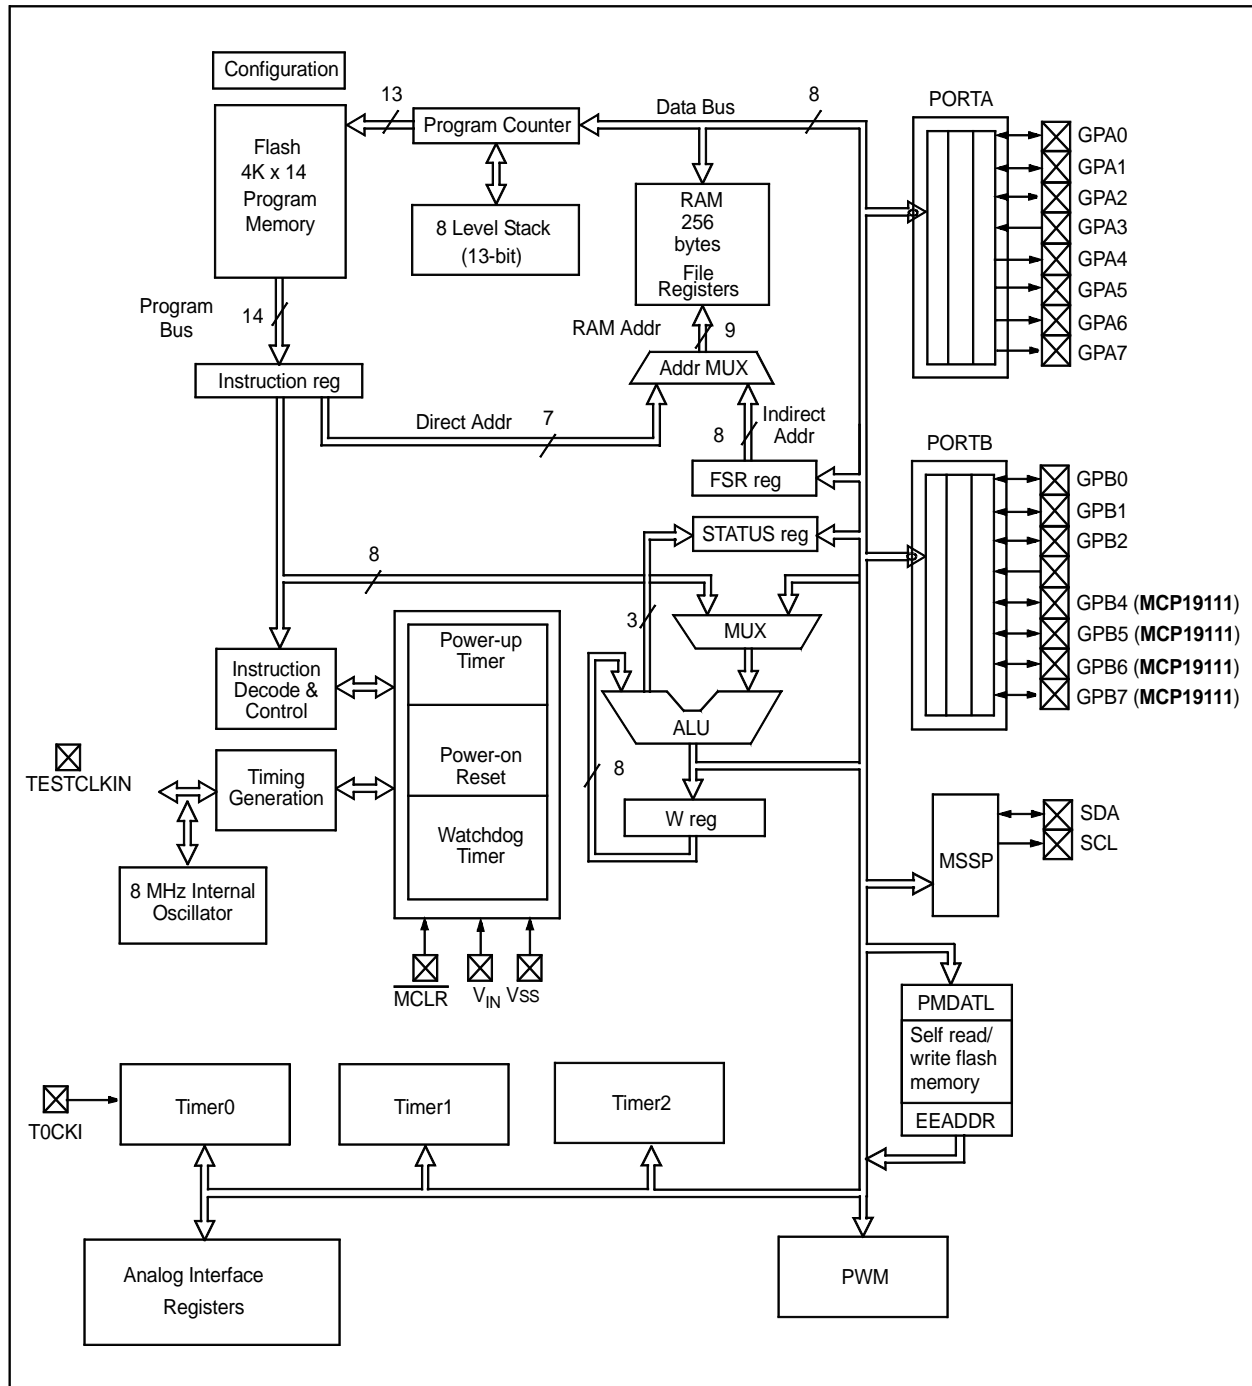 Configuration
13
Data Bus
8
PORTA
Flash
4K x 14
Program
Memory
Program Counter
8 Level Stack
(13-bit)
RAM
256
bytes
File
Registers
GPA0
GPA1
GPA2
GPA3
GPA4
GPA5
GPA6
GPA7
Program
Bus
14
RAM Addr
9
Addr MUX
Instruction reg
Direct Addr
7
8
Indirect
Addr
FSR reg
PORTB
GPB0
GPB1
GPB2
GPB4 (MCP19111)
GPB5 (MCP19111)
GPB6 (MCP19111)
GPB7 (MCP19111)
STATUS reg
8
3
MUX
Power-up
Timer
Instruction
Decode &
Control
ALU
Power-on
Reset
8
TESTCLKIN
Timing
Generation
W reg
Watchdog
Timer
MSSP
SDA
SCL
8 MHz Internal
Oscillator
MCLR
VIN
VSS
PMDATL
Self read/
write flash
memory
EEADDR
T0CKI
Timer0
Timer1
Timer2
Analog Interface
Registers
PWM